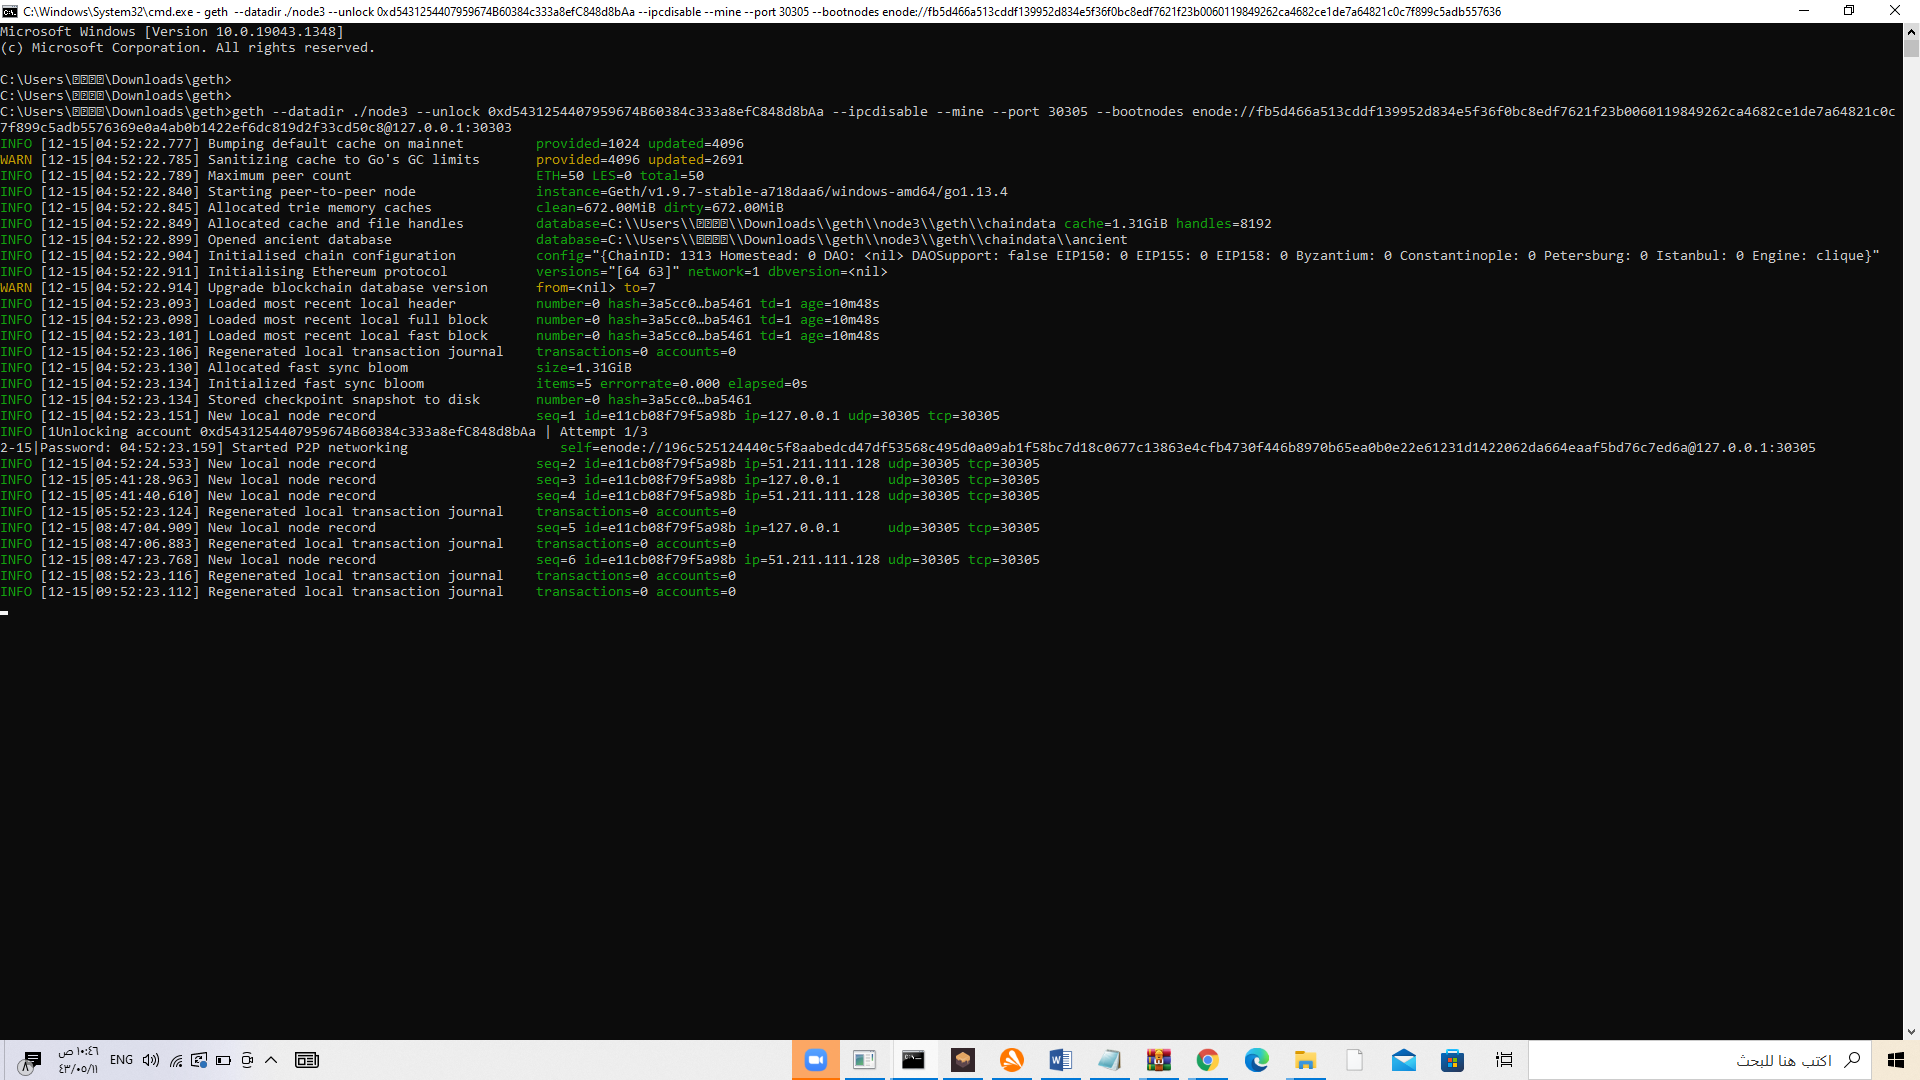 C:\Windows\System32\cmd.exe - geth  --datadir ./node3 --unlock 0xd5431254407959674B60384c333a8efC848d8bAa --ipcdisable --mine --port 30305 --bootnodes enode://fb5d466a513cddf139952d834e5f36f0bc8edf7621f23b0060119849262ca4682ce1de7a64821c0c7f899c5adb557636
Microsoft Windows [Version 10.0.19043.1348]
(c) Microsoft Corporation. All rights reserved.
C:\Users\????\Downloads\geth>
C:\Users\????\Downloads\geth>
C:\Users\????\Downloads\geth>geth --datadir ./node3 --unlock 0xd5431254407959674B60384c333a8efC848d8bAa --ipcdisable --mine --port 30305 --bootnodes enode://fb5d466a513cddf139952d834e5f36f0bc8edf7621f23b0060119849262ca4682ce1de7a64821c0c
7f899c5adb5576369e0a4ab0b1422ef6dc819d2f33cd50c8@127.0.0.1:30303
INFO [12-15|04:52:22.777] Bumping default cache on mainnet         provided=1024 updated=4096
WARN [12-15|04:52:22.785] Sanitizing cache to Go's GC limits       provided=4096 updated=2691
INFO [12-15|04:52:22.789] Maximum peer count                       ETH=50 LES=0 total=50
INFO [12-15|04:52:22.840] Starting peer-to-peer node               instance=Geth/v1.9.7-stable-a718daa6/windows-amd64/go1.13.4
INFO [12-15|04:52:22.845] Allocated trie memory caches             clean=672.00MiB dirty=672.00MiB
INFO [12-15|04:52:22.849] Allocated cache and file handles         database=C:\\Users\\????\\Downloads\\geth\\node3\\geth\\chaindata cache=1.31GiB handles=8192
INFO [12-15|04:52:22.899] Opened ancient database                  database=C:\\Users\\????\\Downloads\\geth\\node3\\geth\\chaindata\\ancient
INFO [12-15|04:52:22.904] Initialised chain configuration          config="{ChainID: 1313 Homestead: 0 DAO: <nil> DAOSupport: false EIP150: 0 EIP155: 0 EIP158: 0 Byzantium: 0 Constantinople: 0 Petersburg: 0 Istanbul: 0 Engine: clique}"
INFO [12-15|04:52:22.911] Initialising Ethereum protocol           versions="[64 63]" network=1 dbversion=<nil>
WARN [12-15|04:52:22.914] Upgrade blockchain database version      from=<nil> to=7
INFO [12-15|04:52:23.093] Loaded most recent local header          number=0 hash=3a5cc0…ba5461 td=1 age=10m48s
INFO [12-15|04:52:23.098] Loaded most recent local full block      number=0 hash=3a5cc0…ba5461 td=1 age=10m48s
INFO [12-15|04:52:23.101] Loaded most recent local fast block      number=0 hash=3a5cc0…ba5461 td=1 age=10m48s
INFO [12-15|04:52:23.106] Regenerated local transaction journal    transactions=0 accounts=0
INFO [12-15|04:52:23.130] Allocated fast sync bloom                size=1.31GiB
INFO [12-15|04:52:23.134] Initialized fast sync bloom              items=5 errorrate=0.000 elapsed=0s
INFO [12-15|04:52:23.134] Stored checkpoint snapshot to disk       number=0 hash=3a5cc0…ba5461
INFO [12-15|04:52:23.151] New local node record                    seq=1 id=e11cb08f79f5a98b ip=127.0.0.1 udp=30305 tcp=30305
INFO [1Unlocking account 0xd5431254407959674B60384c333a8efC848d8bAa | Attempt 1/3
2-15|Password: 04:52:23.159] Started P2P networking                   self=enode://196c525124440c5f8aabedcd47df53568c495d0a09ab1f58bc7d18c0677c13863e4cfb4730f446b8970b65ea0b0e22e61231d1422062da664eaaf5bd76c7ed6a@127.0.0.1:30305
INFO [12-15|04:52:24.533] New local node record                    seq=2 id=e11cb08f79f5a98b ip=51.211.111.128 udp=30305 tcp=30305
INFO [12-15|05:41:28.963] New local node record                    seq=3 id=e11cb08f79f5a98b ip=127.0.0.1      udp=30305 tcp=30305
INFO [12-15|05:41:40.610] New local node record                    seq=4 id=e11cb08f79f5a98b ip=51.211.111.128 udp=30305 tcp=30305
INFO [12-15|05:52:23.124] Regenerated local transaction journal    transactions=0 accounts=0
INFO [12-15|08:47:04.909] New local node record                    seq=5 id=e11cb08f79f5a98b ip=127.0.0.1      udp=30305 tcp=30305
INFO [12-15|08:47:06.883] Regenerated local transaction journal    transactions=0 accounts=0
INFO [12-15|08:47:23.768] New local node record                    seq=6 id=e11cb08f79f5a98b ip=51.211.111.128 udp=30305 tcp=30305
INFO [12-15|08:52:23.116] Regenerated local transaction journal    transactions=0 accounts=0
INFO [12-15|09:52:23.112] Regenerated local transaction journal    transactions=0 accounts=0
اكتب هنا للبحث
ENG
١٠:٤٦ ص
٤٣/٠٥/١١
٨